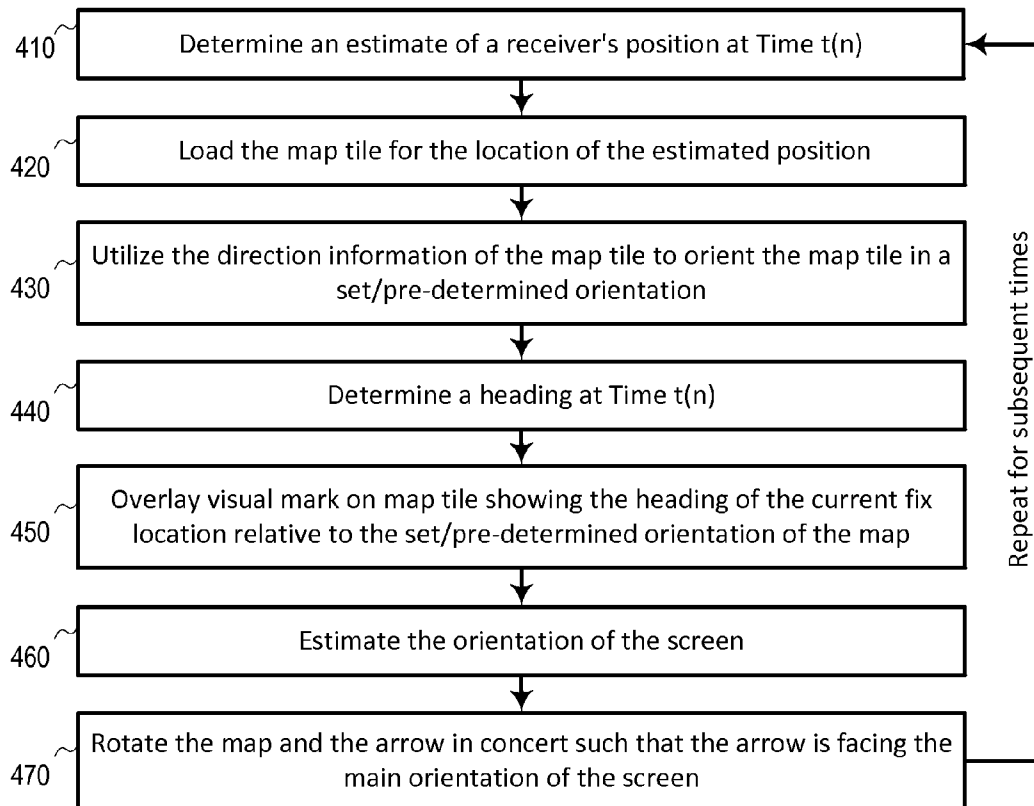 410
Determine an estimate of a receiver's position at Time t(n)
420
Load the map tile for the location of the estimated position
430
Utilize the direction information of the map tile to orient the map tile in a
set/pre-determined orientation
440
Determine a heading at Time t(n)
450
Overlay visual mark on map tile showing the heading of the current fix
location relative to the set/pre-determined orientation of the map
460
Estimate the orientation of the screen
470
Rotate the map and the arrow in concert such that the arrow is facing the
main orientation of the screen
Repeat for subsequent times